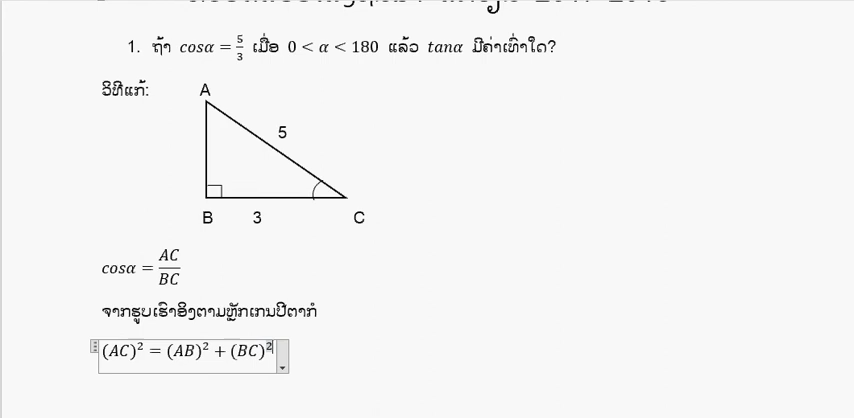 1. ຖ້າ cosα = 5/3 ເມື່ອ 0 < α < 180 ແລ້ວ tanα ມີຄ່າເທົ່າໃດ?
ວິທີແກ້:
A
5
B 3 C
cosα = AC/BC
ຈາກຮູບເຮົາອີງຕາມຫຼັກເກນປີຕາກໍ
(AC)² = (AB)² + (BC)²